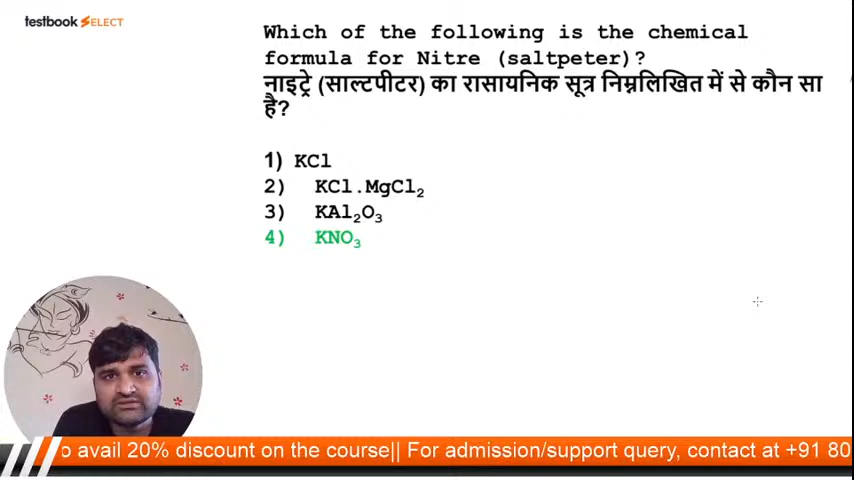 testbook SELECT
Which of the following is the chemical
formula for Nitre (saltpeter)?
नाइट्रे (साल्टपीटर) का रासायनिक सूत्र निम्नलिखित में से कौन सा
है?
1) KCl
2) KCl.MgCl₂
3) KAl₂O₃
4) KNO₃
o avail 20% discount on the course|| For admission/support query, contact at +91 80